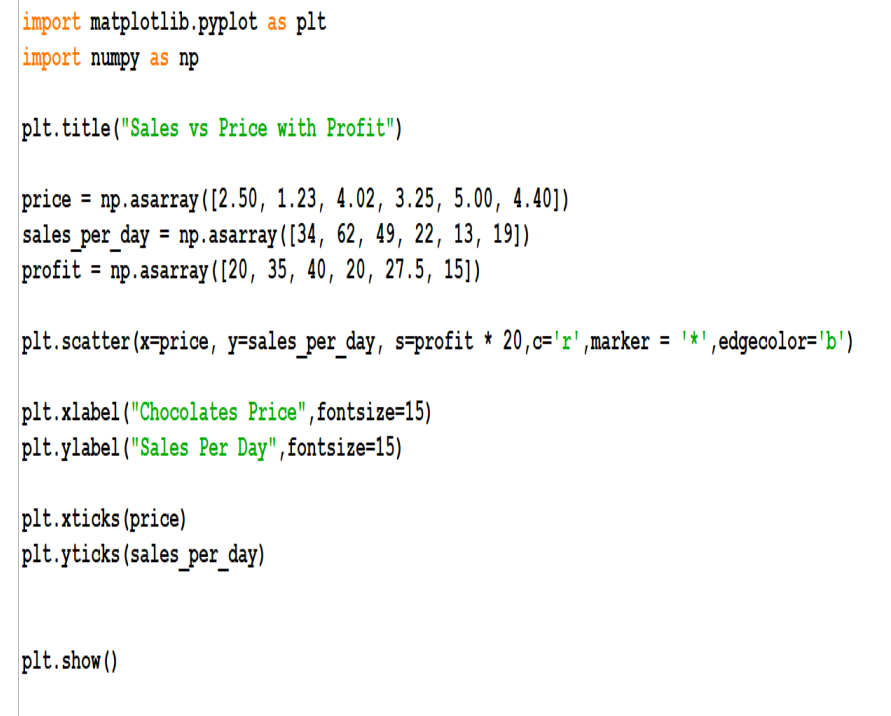 import matplotlib.pyplot as plt
import numpy as np
plt.title("Sales vs Price with Profit")
price = np.asarray([2.50, 1.23, 4.02, 3.25, 5.00, 4.40])
sales_per_day = np.asarray([34, 62, 49, 22, 13, 19])
profit = np.asarray([20, 35, 40, 20, 27.5, 15])
plt.scatter(x=price, y=sales_per_day, s=profit * 20,c='r',marker = '*',edgecolor='b')
plt.xlabel("Chocolates Price",fontsize=15)
plt.ylabel("Sales Per Day",fontsize=15)
plt.xticks(price)
plt.yticks(sales_per_day)
plt.show()